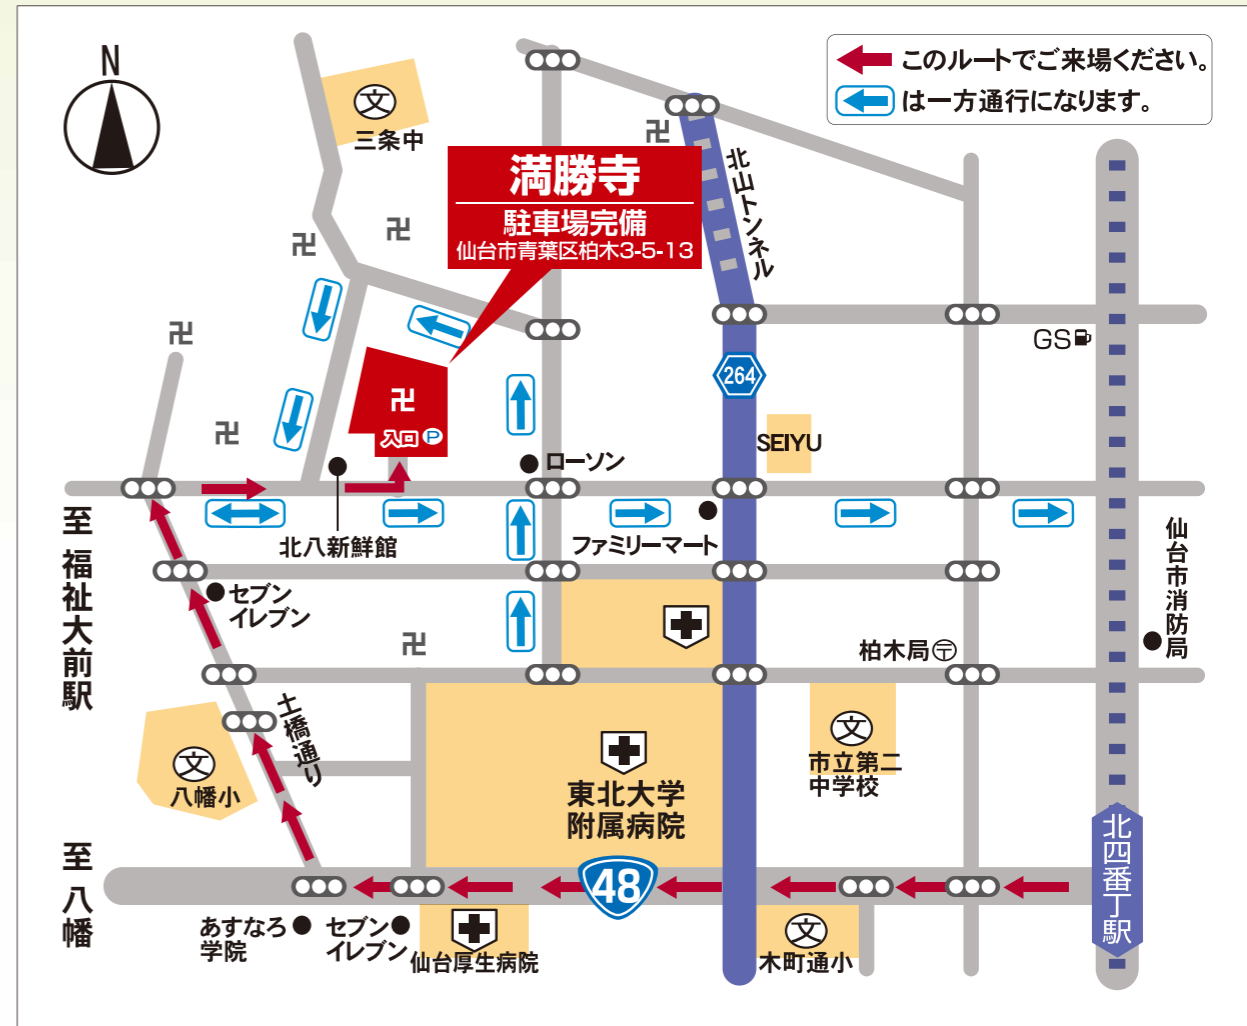 N
このルートでご来場ください。
は一方通行になります。
文
三条中
満勝寺
駐車場完備
仙台市青葉区柏木3-5-13
北山トンネル
GS
264
SEIYU
入口 P
ローソン
北八新鮮館
ファミリーマート
至 福祉大前駅
セブン
イレブン
仙台市消防局
柏木局〒
土橋通り
文
八幡小
東北大学
附属病院
文
市立第二
中学校
至 八幡
48
北四番丁駅
あすなろ
学院
セブン
イレブン
仙台厚生病院
文
木町通小